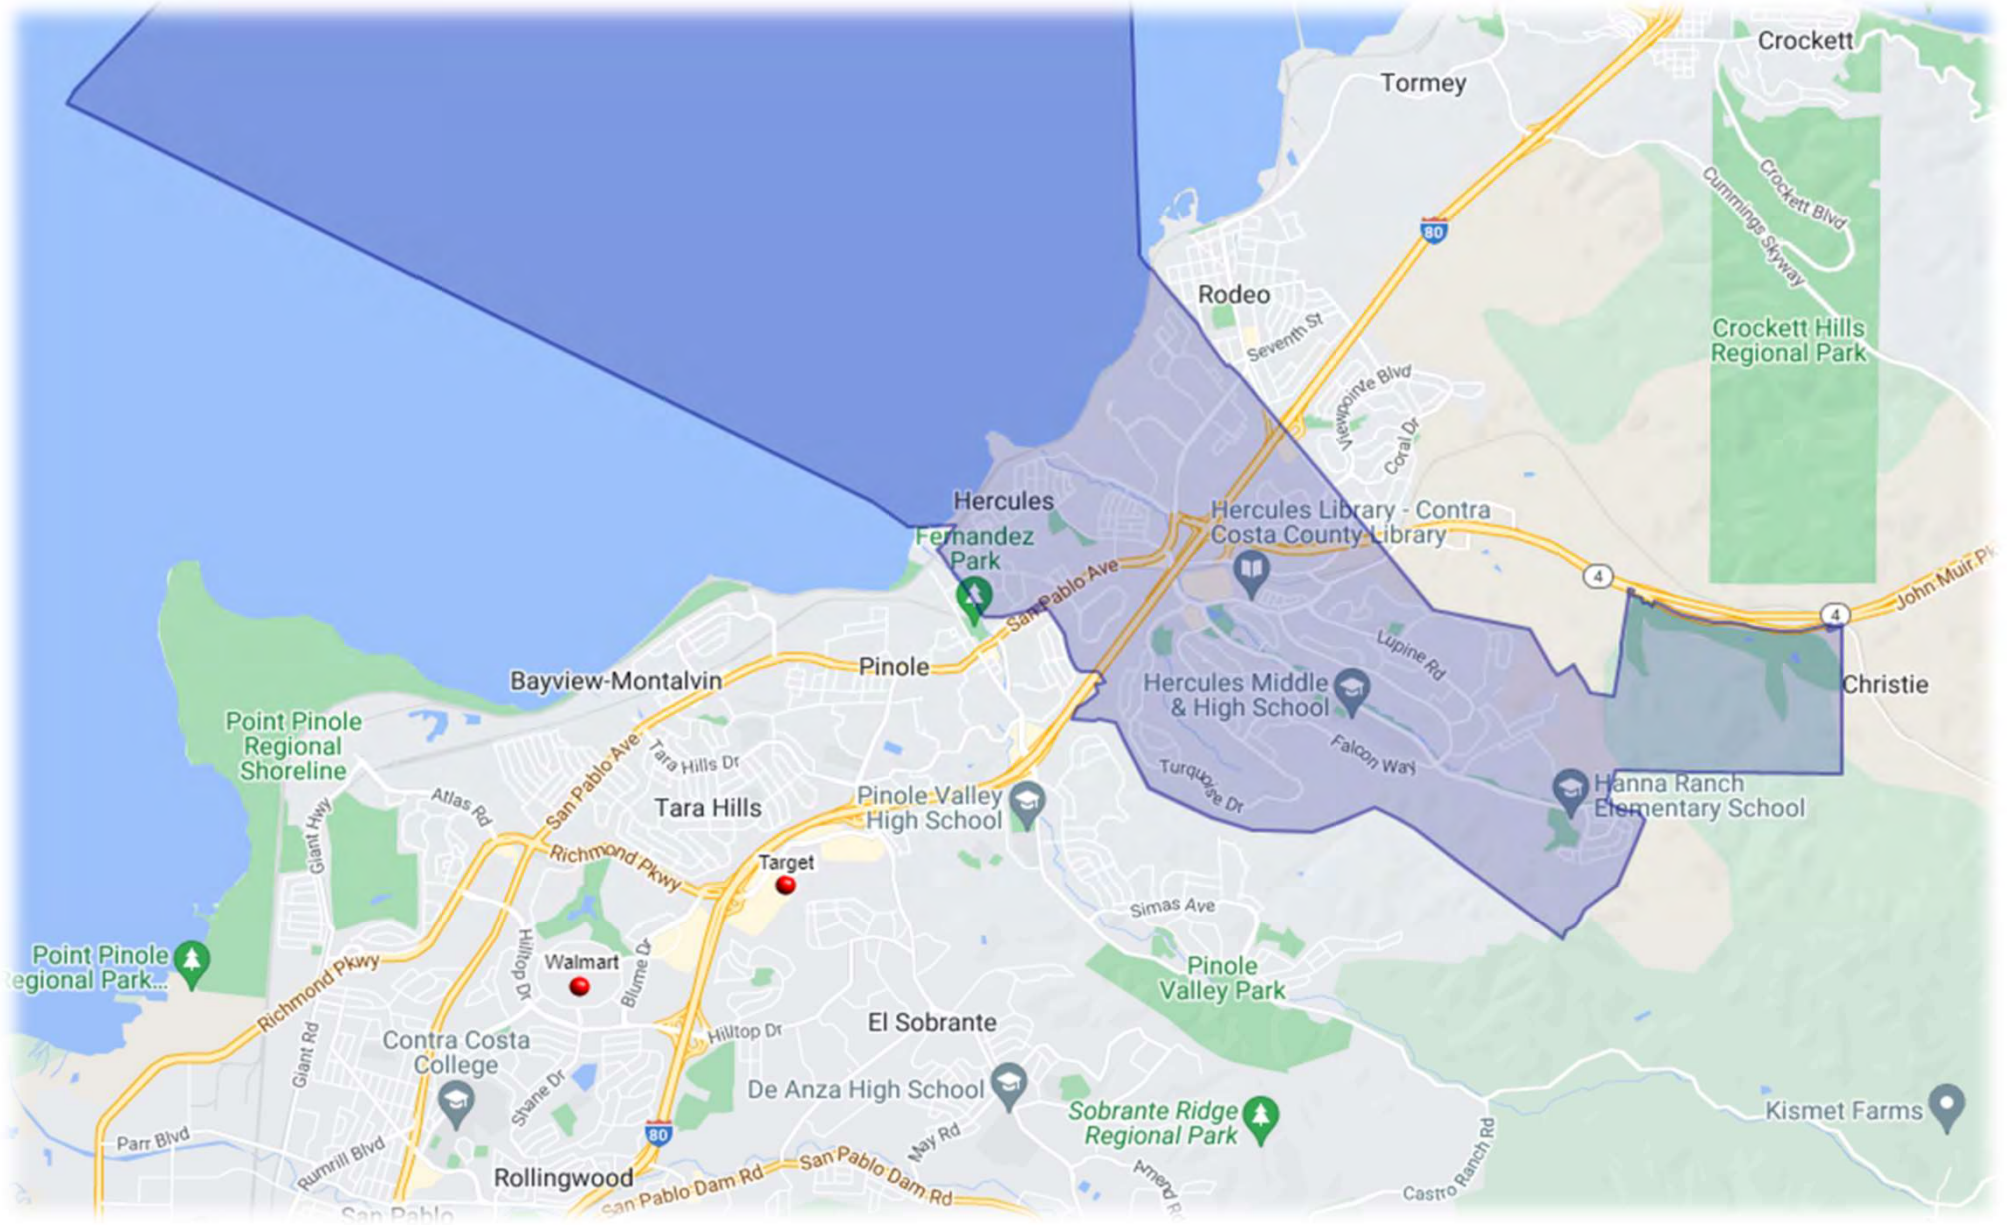 Crockett
Tormey
Crockett Blvd
Cummings Skyway
80
Rodeo
Seventh St
Crockett Hills
Regional Park
Viewpointe Blvd
Coral Dr
Hercules
Hercules Library - Contra
Costa County Library
Fernandez
Park
San Pablo Ave
4
John Muir Pk
4
Lupine Rd
Pinole
Bayview-Montalvin
Hercules Middle
& High School
Christie
Point Pinole
Regional
Shoreline
San Pablo Ave
Tara Hills Dr
Falcon Way
Turquoise Dr
Hanna Ranch
Elementary School
Atlas Rd
Giant Hwy
Tara Hills
Pinole Valley
High School
Richmond Pkwy
Target
Simas Ave
Point Pinole
Regional Park...
Richmond Pkwy
Hilltop Dr
Walmart
Blume Dr
Pinole
Valley Park
El Sobrante
Hilltop Dr
Giant Rd
Contra Costa
College
Shane Dr
De Anza High School
Sobrante Ridge
Regional Park
Kismet Farms
Parr Blvd
Rumrill Blvd
80
May Rd
Amend Rd
Castro Ranch Rd
Rollingwood
San Pablo Dam Rd
San Pablo Dam Rd
San Pablo